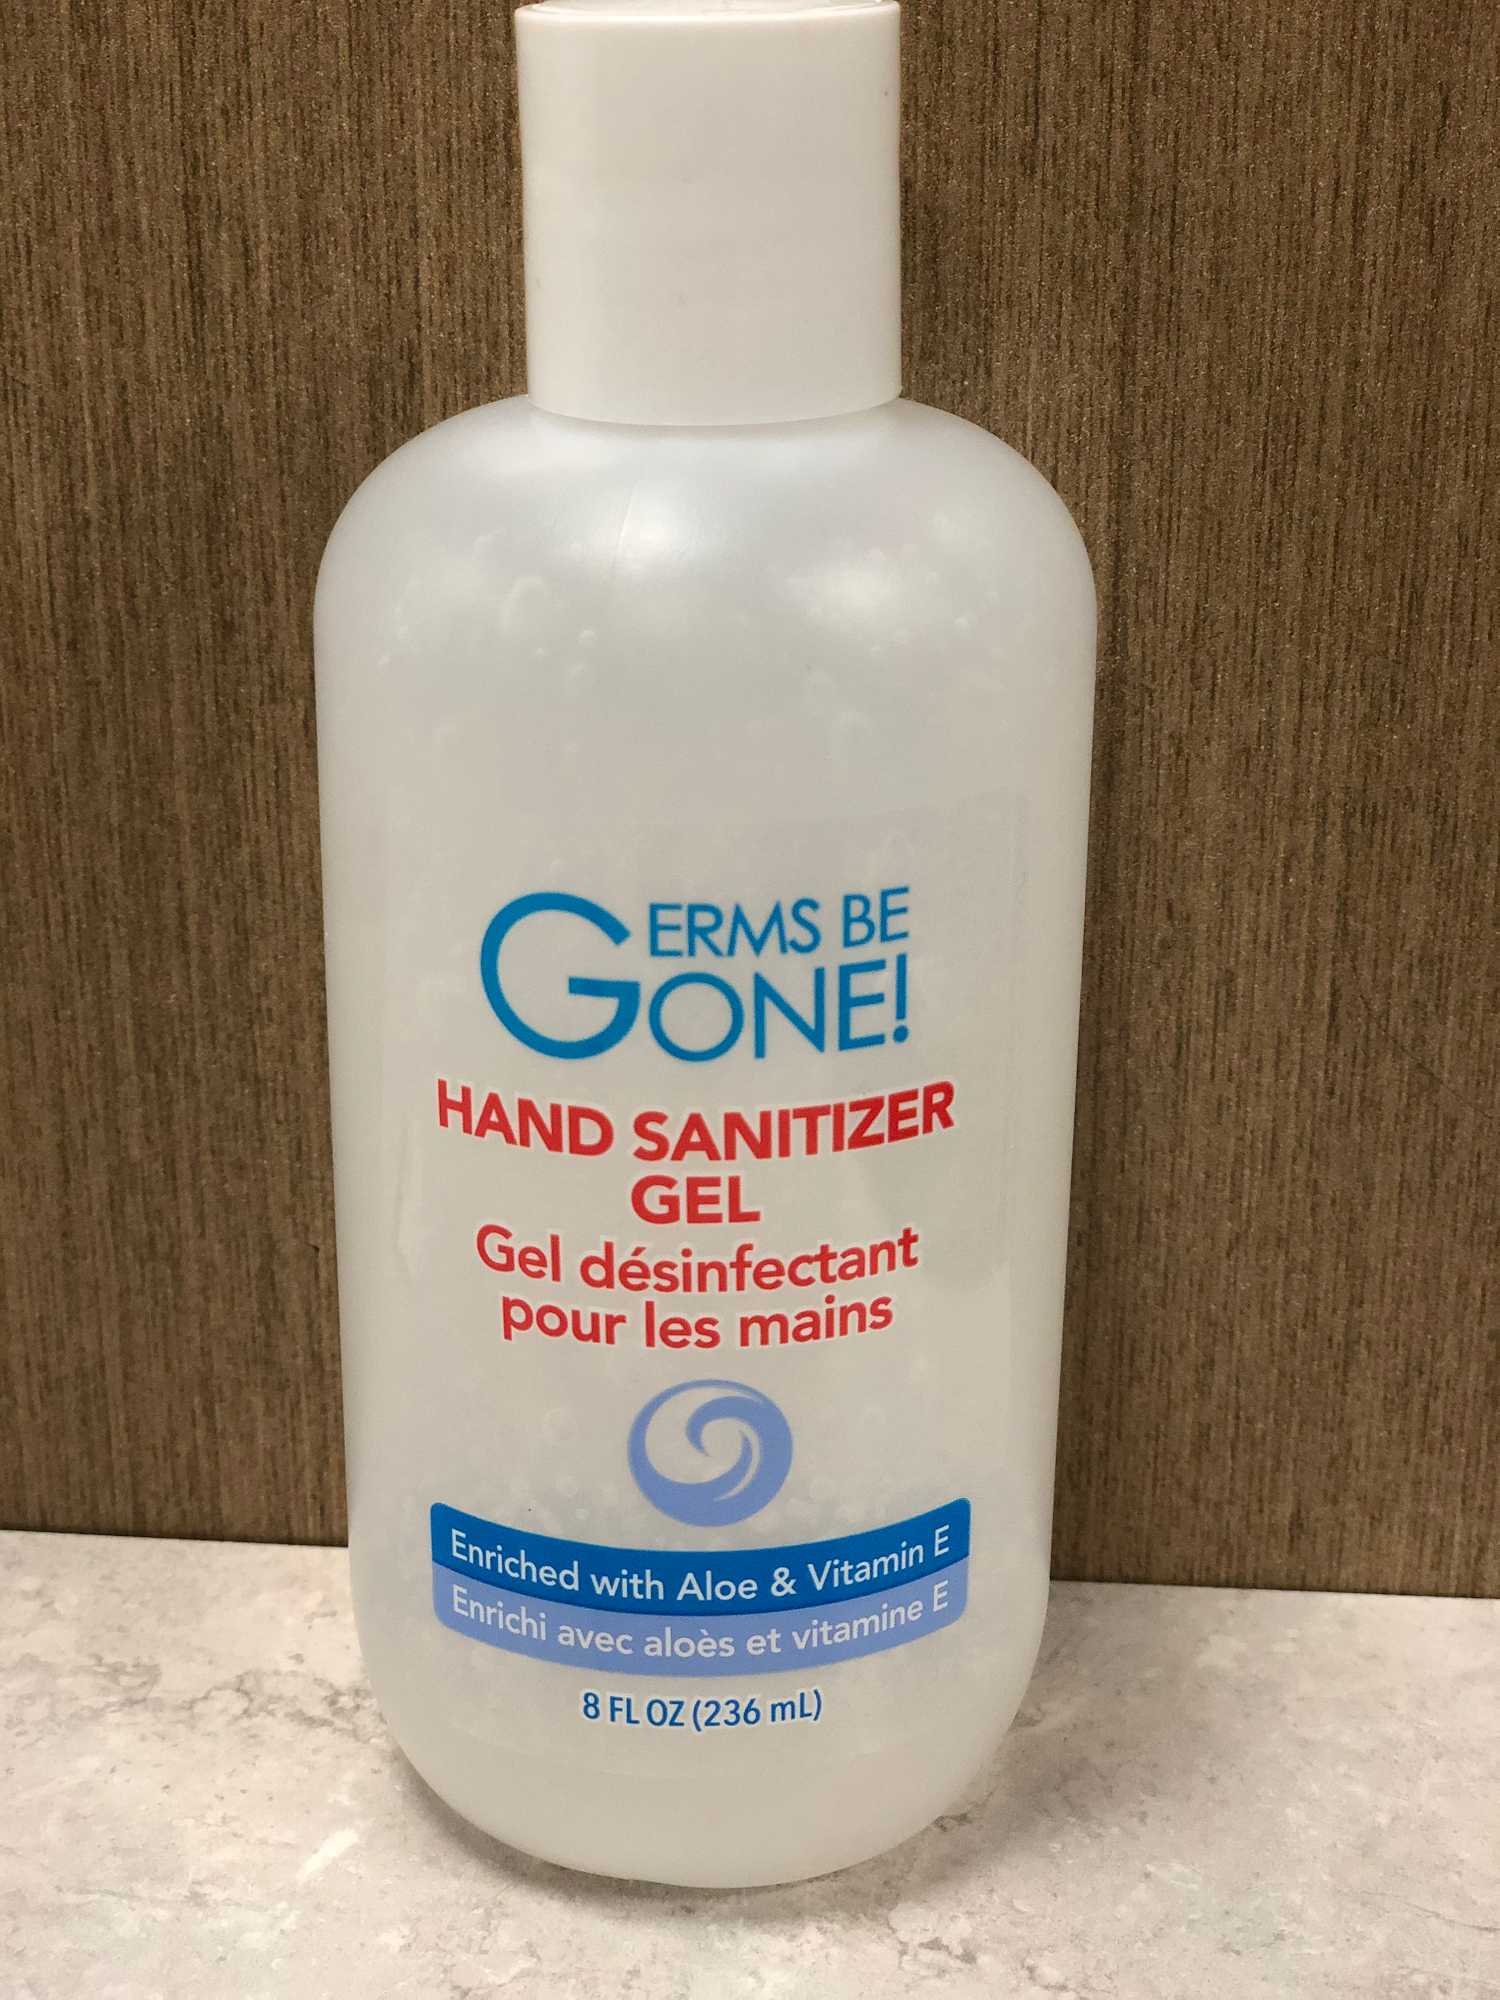 GERMS BE
GONE!
HAND SANITIZER
GEL
Gel désinfectant
pour les mains
Enriched with Aloe & Vitamin E
Enrichi avec aloès et vitamine E
8 FL OZ (236 mL)